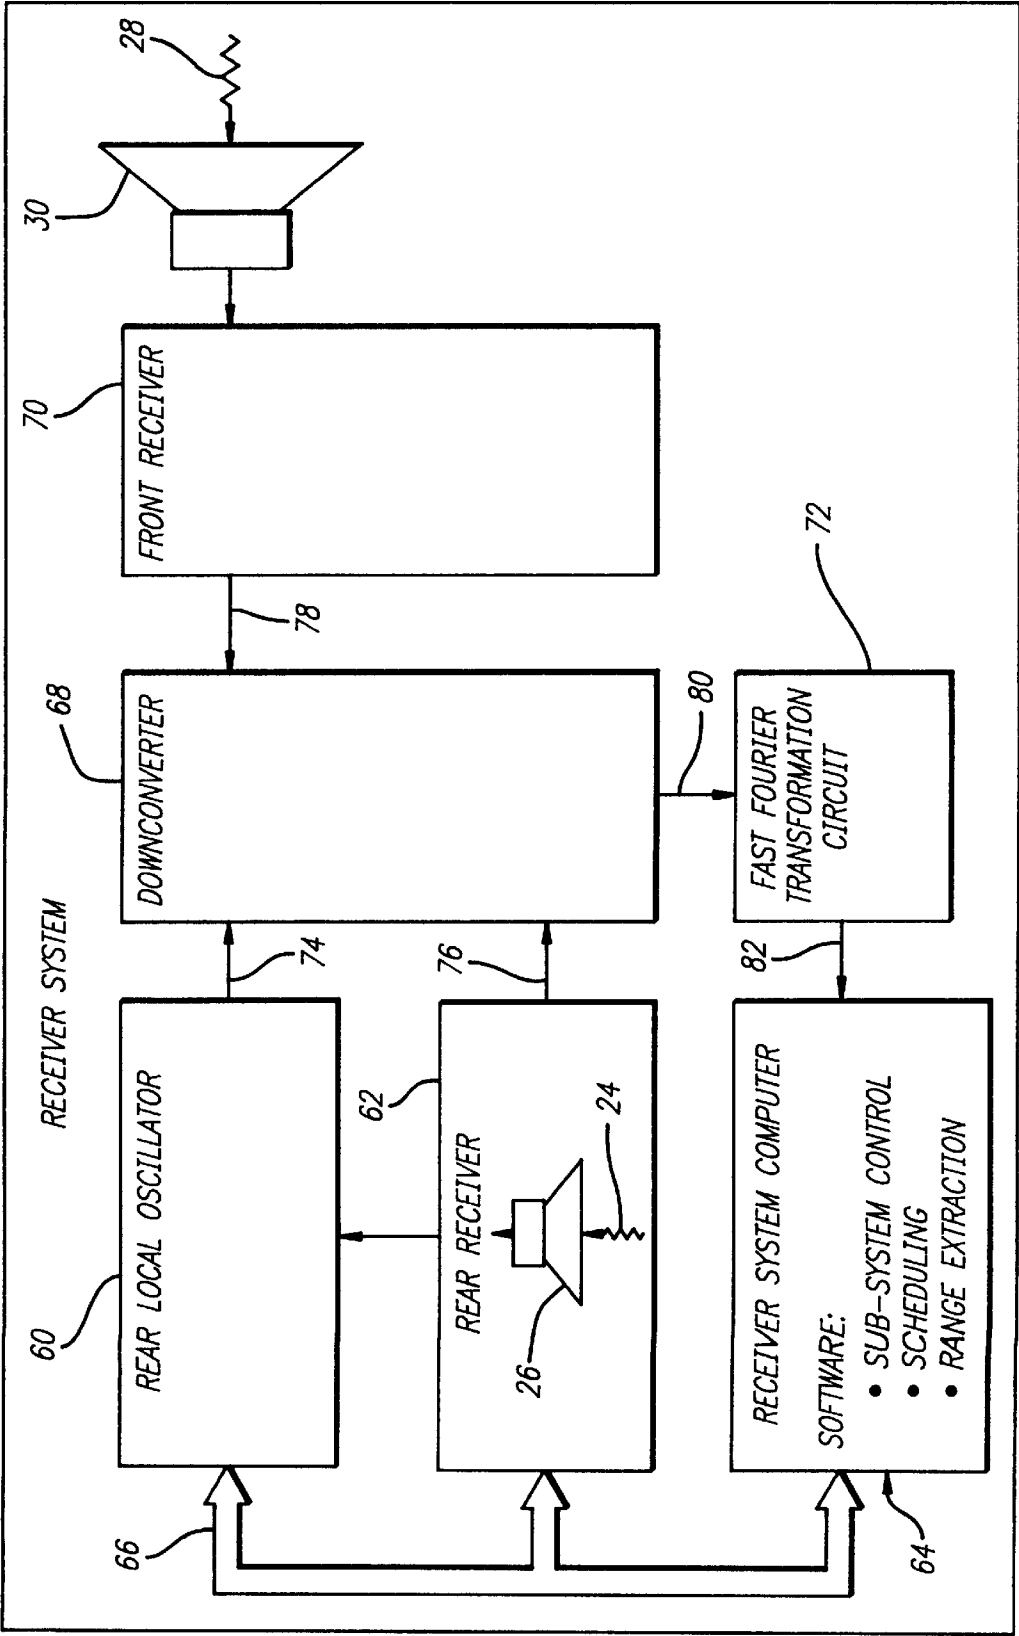 RECEIVER SYSTEM
60
REAR LOCAL OSCILLATOR
74
68
DOWNCONVERTER
78
70
FRONT RECEIVER
30
28
66
62
REAR RECEIVER
26
24
76
80
64
RECEIVER SYSTEM COMPUTER
SOFTWARE:
• SUB-SYSTEM CONTROL
• SCHEDULING
• RANGE EXTRACTION
82
FAST FOURIER
TRANSFORMATION
CIRCUIT
72